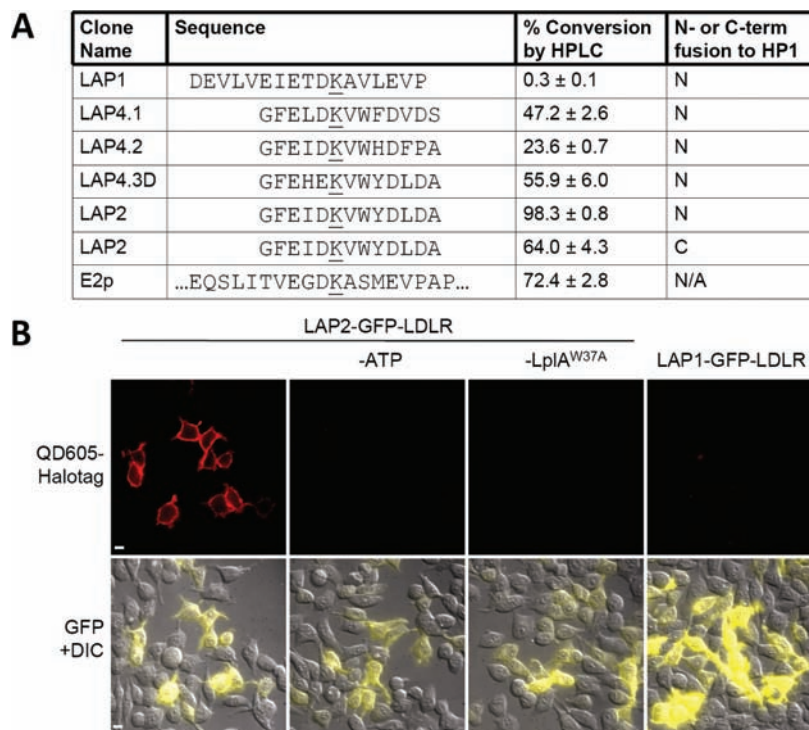 A
Clone Name Sequence % Conversion by HPLC N- or C-term fusion to HP1
LAP1 DEVLVEIETDKAVLEVP 0.3 ± 0.1 N
LAP4.1 GFELDKVWFDVDS 47.2 ± 2.6 N
LAP4.2 GFEIDKVWHDFPA 23.6 ± 0.7 N
LAP4.3D GFEHEKVWYDLDA 55.9 ± 6.0 N
LAP2 GFEIDKVWYDLDA 98.3 ± 0.8 N
LAP2 GFEIDKVWYDLDA 64.0 ± 4.3 C
E2p ...EQSLITVEGDKASMEVPAP... 72.4 ± 2.8 N/A
B
LAP2-GFP-LDLR
-ATP -LplAW37A LAP1-GFP-LDLR
QD605-
Halotag
GFP
+DIC